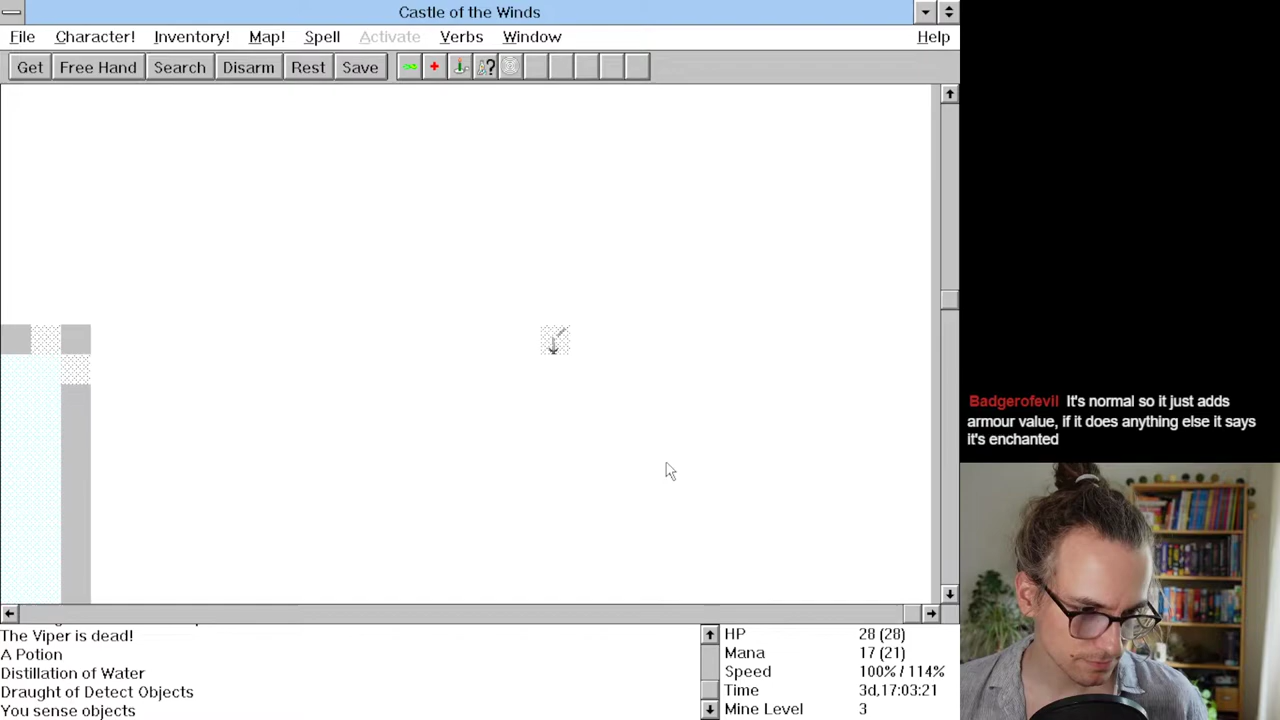 Castle of the Winds
File Character! Inventory! Map! Spell Activate Verbs Window Help
Get Free Hand Search Disarm Rest Save ?
Badgerofevil It's normal so it just adds
armour value, if it does anything else it says
it's enchanted
The Viper is dead!
A Potion
Distillation of Water
Draught of Detect Objects
You sense objects
HP 28 (28)
Mana 17 (21)
Speed 100% / 114%
Time 3d,17:03:21
Mine Level 3